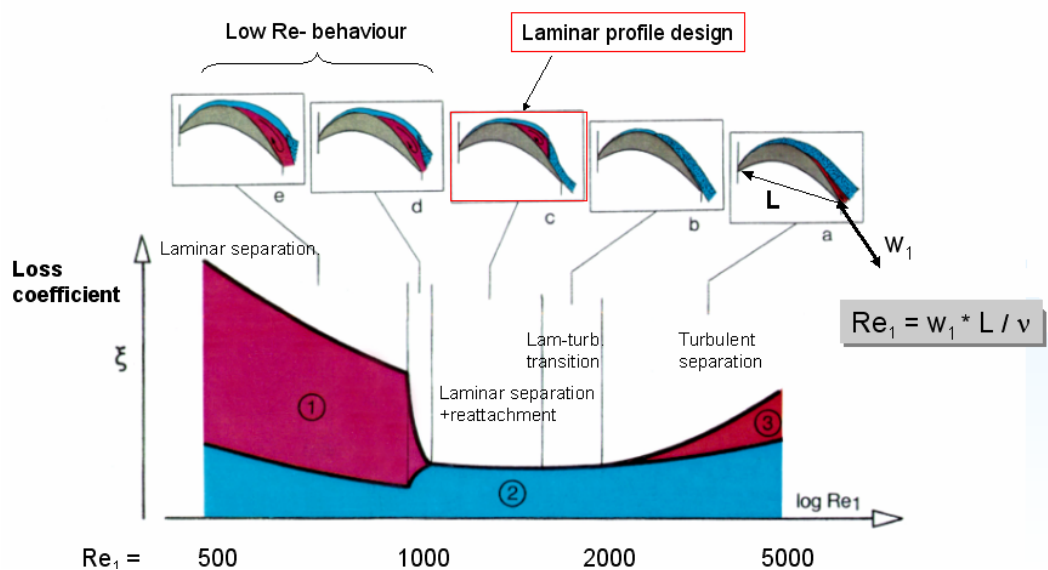 Low Re- behaviour
Laminar profile design
e
d
c
b
a
L
w₁
Laminar separation.
Loss
coefficient
ξ
Re₁ = w₁ * L / ν
Lam-turb.
transition
Turbulent
separation
Laminar separation
+reattachment
①
②
③
log Re₁
Re₁ = 500 1000 2000 5000